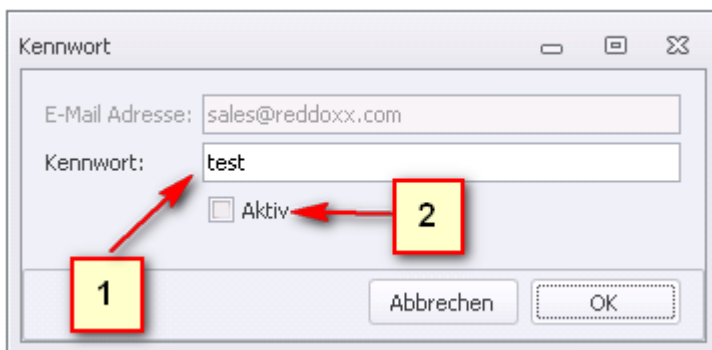 Kennwort
E-Mail Adresse: sales@reddoxx.com
Kennwort: test
Aktiv 2
1
Abbrechen OK